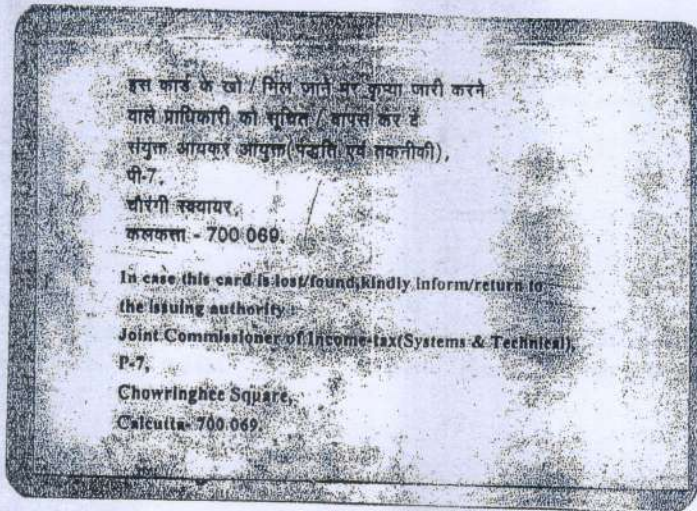 इस कार्ड के खो / मिल जाने पर कृप्या जारी करने
वाले प्राधिकारी को सूचित / वापस कर दें
संयुक्त आयकर आयुक्त(पद्धति एवं तकनीकी),
पी-7,
चौरंगी स्क्वायर,
कलकत्ता - 700 069.
In case this card is lost/found,kindly inform/return to
the issuing authority :-
Joint Commissioner of Income-tax(Systems & Technical),
P-7,
Chowringhee Square,
Calcutta- 700 069.